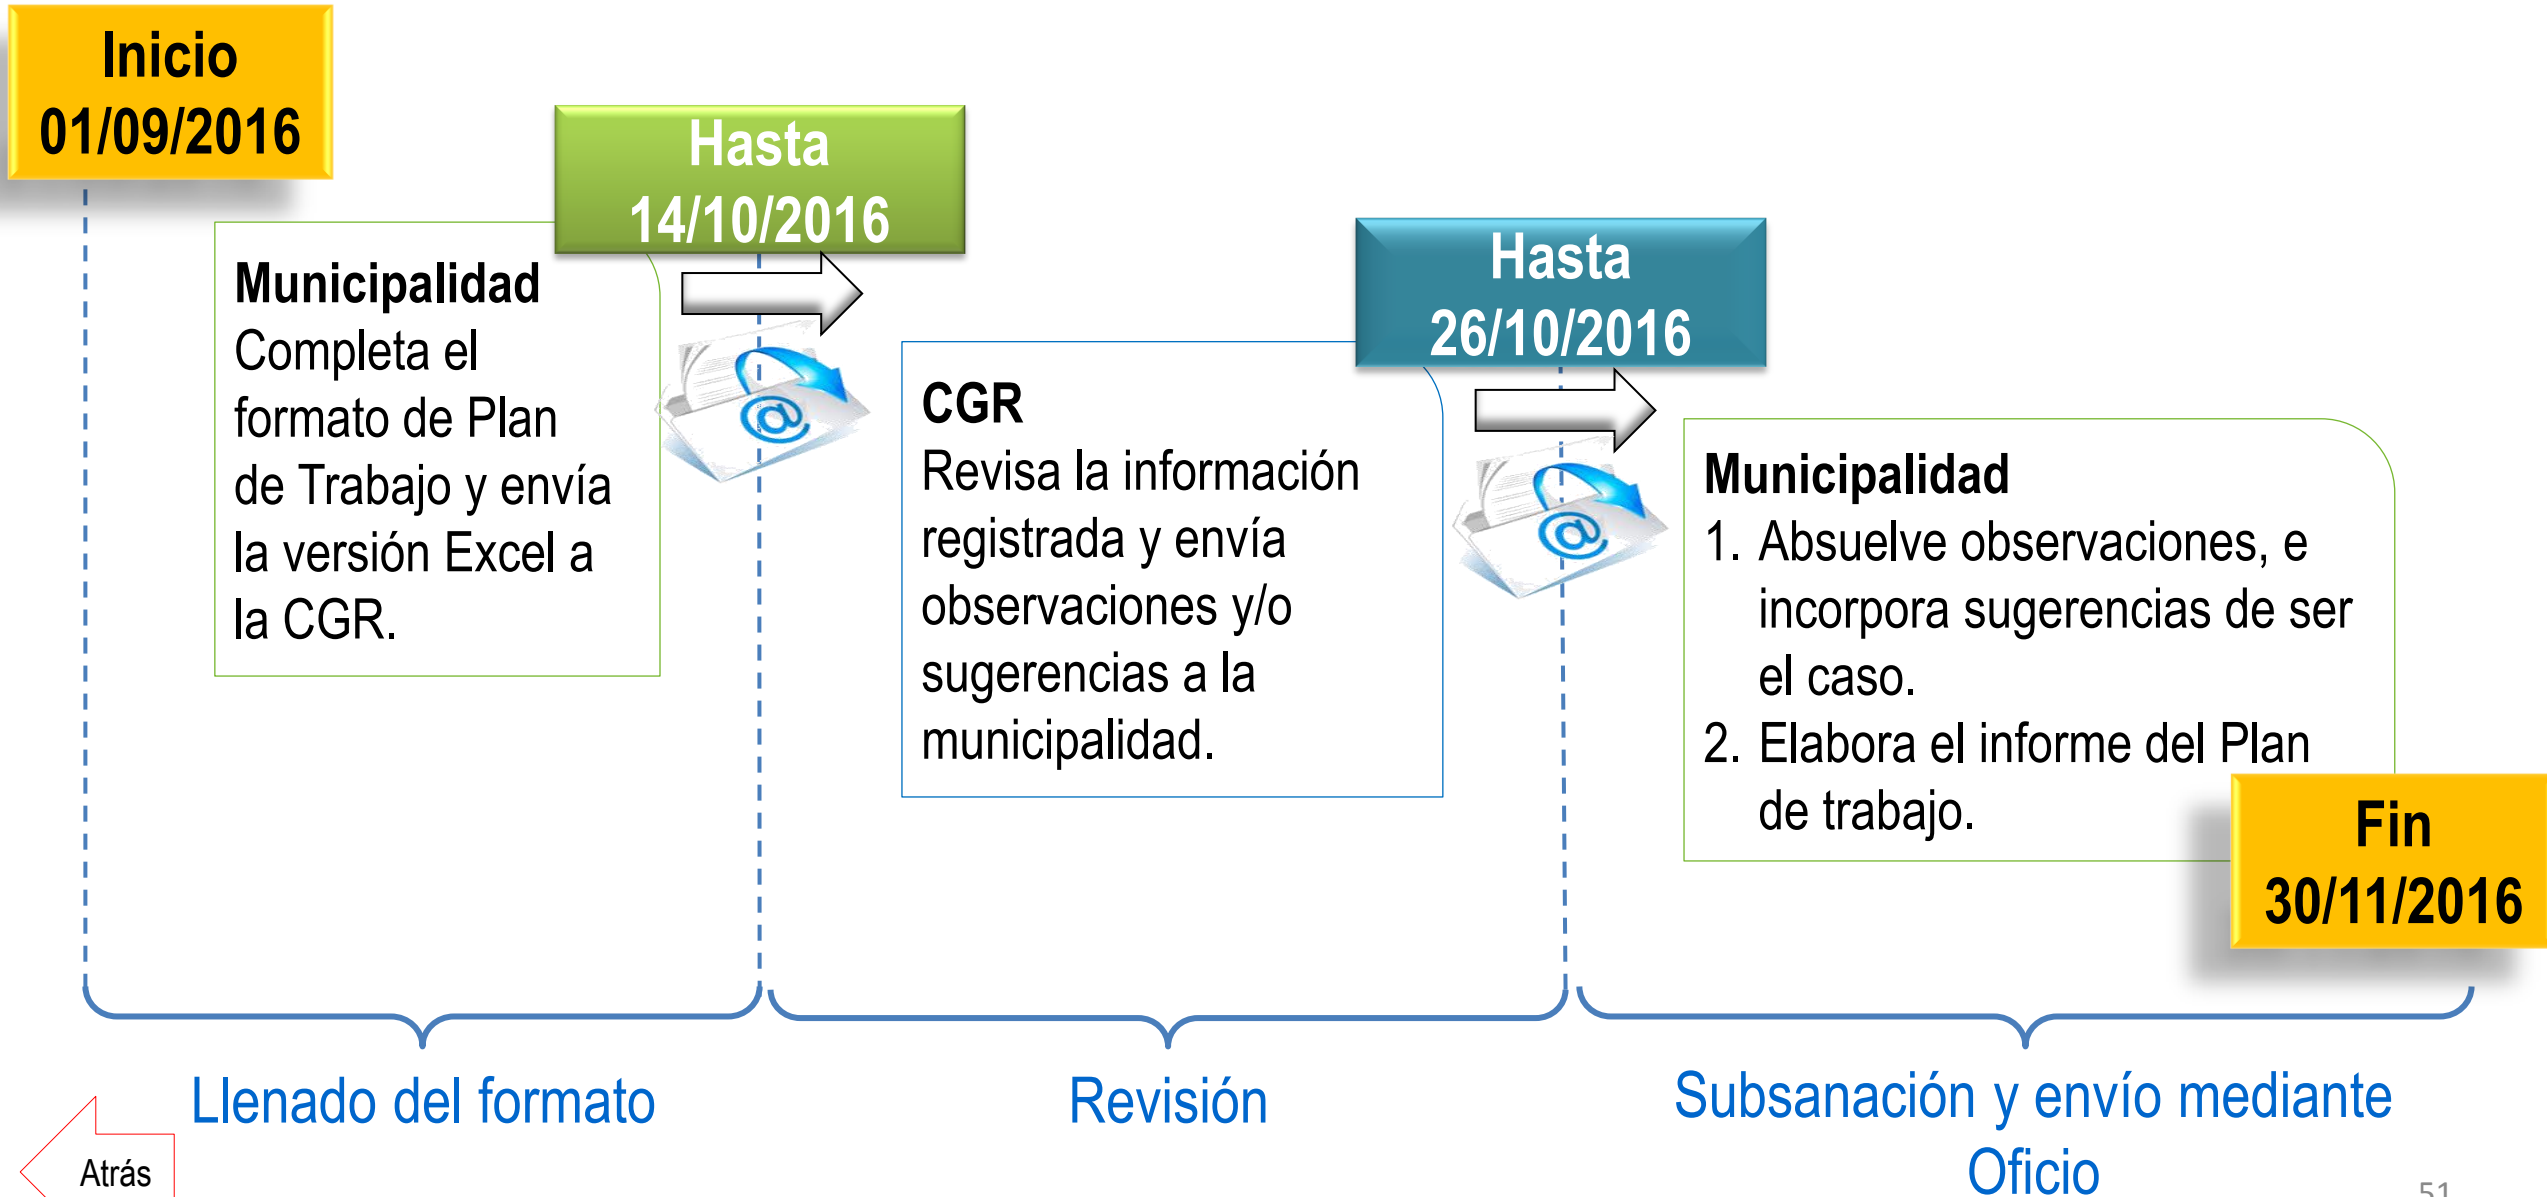 Inicio
01/09/2016
Hasta
14/10/2016
Municipalidad
Completa el
formato de Plan
de Trabajo y envía
la versión Excel a
la CGR.
Hasta
26/10/2016
CGR
Revisa la información
registrada y envía
observaciones y/o
sugerencias a la
municipalidad.
Municipalidad
1. Absuelve observaciones, e
incorpora sugerencias de ser
el caso.
2. Elabora el informe del Plan
de trabajo.
Fin
30/11/2016
Llenado del formato
Revisión
Subsanación y envío mediante
Oficio
Atrás
51